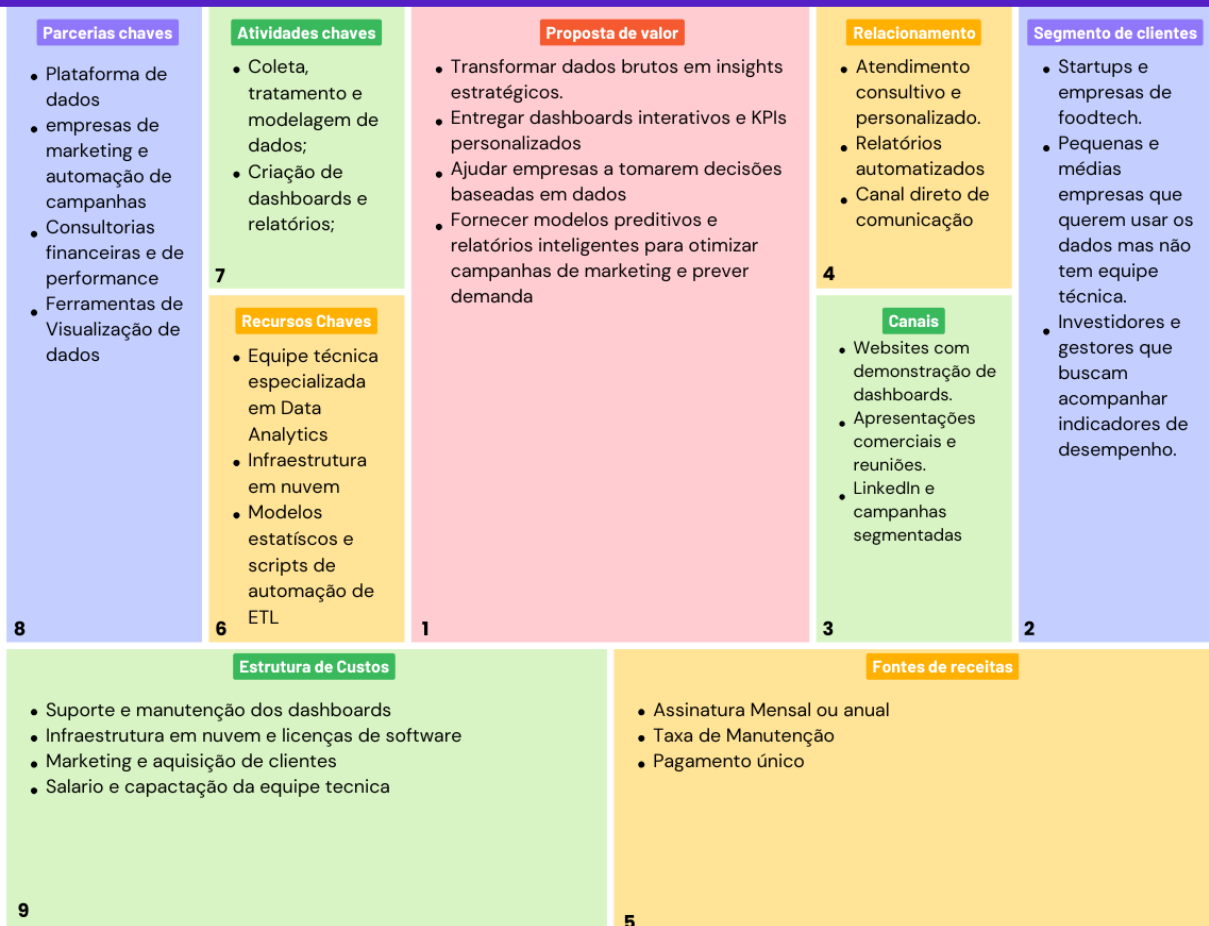 Parcerias chaves
Plataforma de
dados
empresas de
marketing e
automação de
campanhas
Consultorias
financeiras e de
performance
Ferramentas de
Visualização de
dados
8
Atividades chaves
Coleta,
tratamento e
modelagem de
dados;
Criação de
dashboards e
relatórios;
7
Recursos Chaves
Equipe técnica
especializada
em Data
Analytics
Infraestrutura
em nuvem
Modelos
estatíscos e
scripts de
automação de
ETL
6
Proposta de valor
Transformar dados brutos em insights
estratégicos.
Entregar dashboards interativos e KPIs
personalizados
Ajudar empresas a tomarem decisões
baseadas em dados
Fornecer modelos preditivos e
relatórios inteligentes para otimizar
campanhas de marketing e prever
demanda
1
Relacionamento
Atendimento
consultivo e
personalizado.
Relatórios
automatizados
Canal direto de
comunicação
4
Canais
Websites com
demonstração de
dashboards.
Apresentações
comerciais e
reuniões.
LinkedIn e
campanhas
segmentadas
3
Segmento de clientes
Startups e
empresas de
foodtech.
Pequenas e
médias
empresas que
querem usar os
dados mas não
tem equipe
técnica.
Investidores e
gestores que
buscam
acompanhar
indicadores de
desempenho.
2
Estrutura de Custos
Suporte e manutenção dos dashboards
Infraestrutura em nuvem e licenças de software
Marketing e aquisição de clientes
Salario e capactação da equipe tecnica
9
Fontes de receitas
Assinatura Mensal ou anual
Taxa de Manutenção
Pagamento único
5